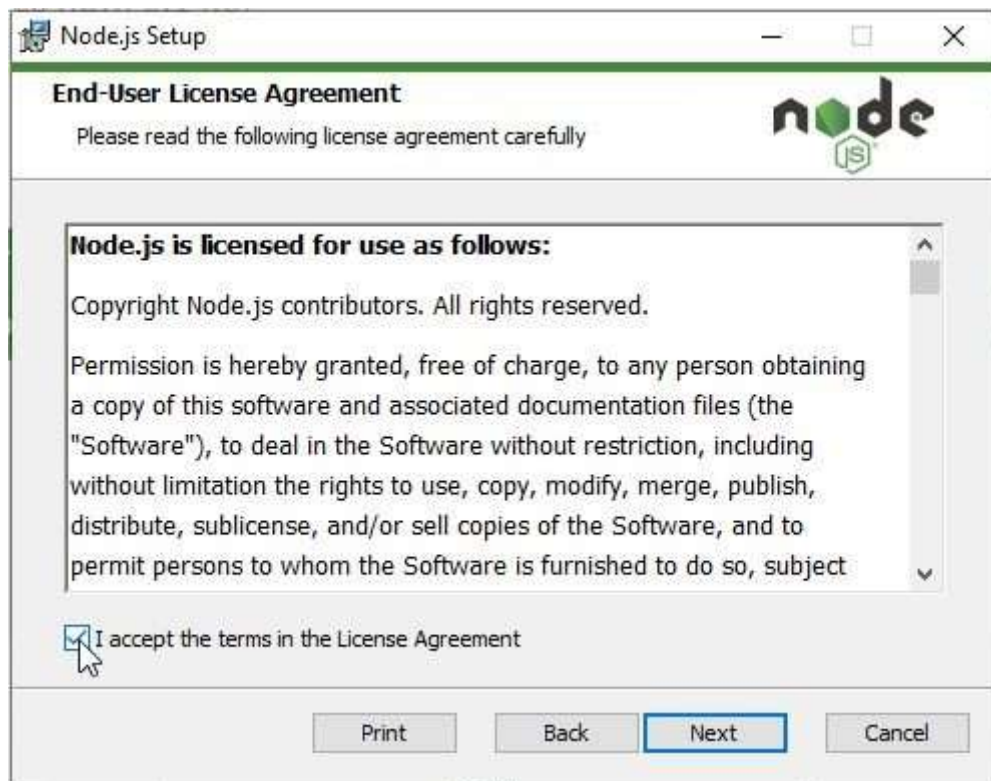 Node.js Setup
End-User License Agreement
Please read the following license agreement carefully
node
JS
Node.js is licensed for use as follows:
Copyright Node.js contributors. All rights reserved.
Permission is hereby granted, free of charge, to any person obtaining
a copy of this software and associated documentation files (the
"Software"), to deal in the Software without restriction, including
without limitation the rights to use, copy, modify, merge, publish,
distribute, sublicense, and/or sell copies of the Software, and to
permit persons to whom the Software is furnished to do so, subject
I accept the terms in the License Agreement
Print Back Next Cancel